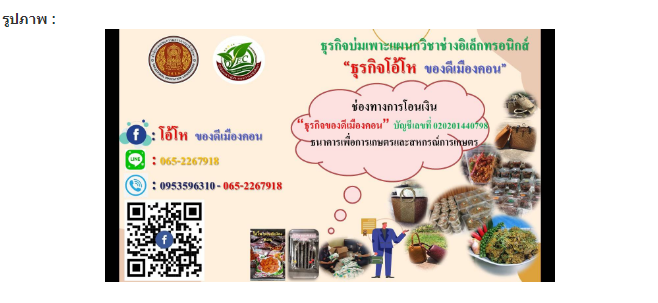 รูปภาพ :
ธุรกิจบ่มเพาะแผนกวิชาช่างอิเล็กทรอนิกส์
“ธุรกิจโอ้โห ของดีเมืองคอน”
ช่องทางการโอนเงิน
“ธุรกิจของดีเมืองคอน” บัญชีเลขที่ 020201440798
ธนาคารเพื่อการเกษตรและสหกรณ์การเกษตร
: โอ้โห ของดีเมืองคอน
LINE
: 065-2267918
: 0953596310 - 065-2267918